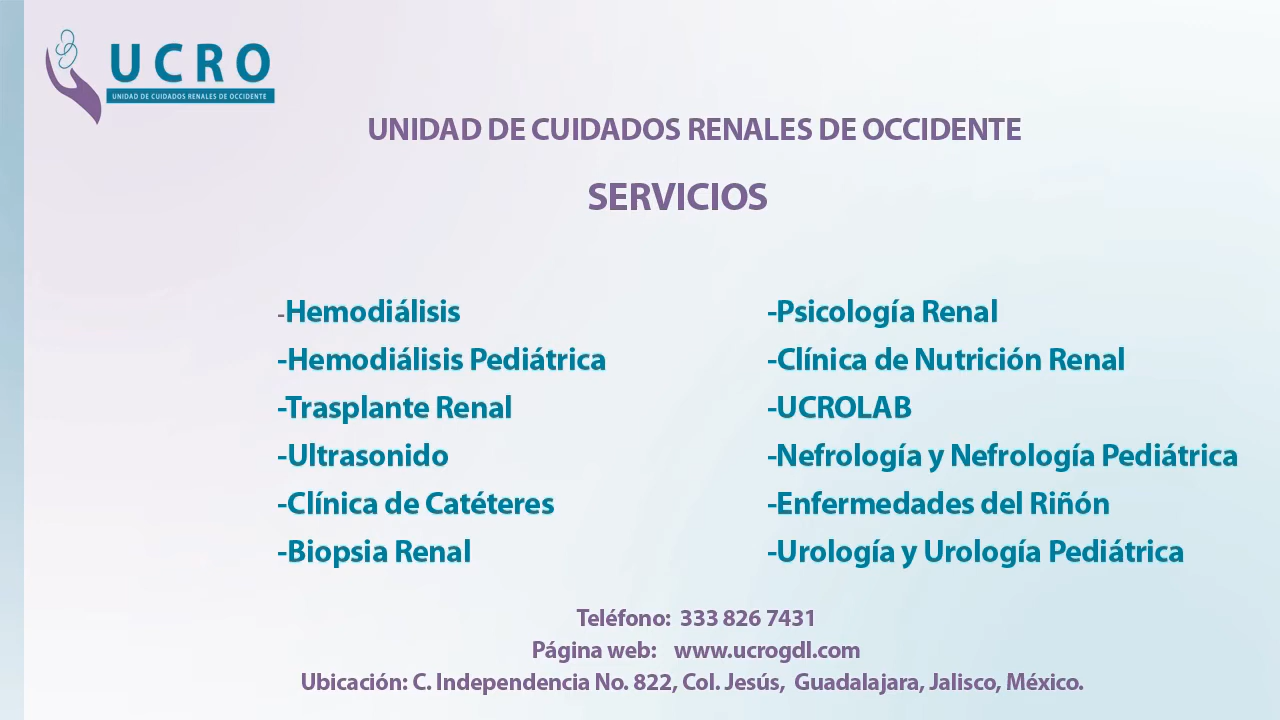 UCRO
UNIDAD DE CUIDADOS RENALES DE OCCIDENTE
UNIDAD DE CUIDADOS RENALES DE OCCIDENTE
SERVICIOS
-Hemodiálisis
-Hemodiálisis Pediátrica
-Trasplante Renal
-Ultrasonido
-Clínica de Catéteres
-Biopsia Renal
-Psicología Renal
-Clínica de Nutrición Renal
-UCROLAB
-Nefrología y Nefrología Pediátrica
-Enfermedades del Riñón
-Urología y Urología Pediátrica
Teléfono: 333 826 7431
Página web: www.ucrogdl.com
Ubicación: C. Independencia No. 822, Col. Jesús, Guadalajara, Jalisco, México.